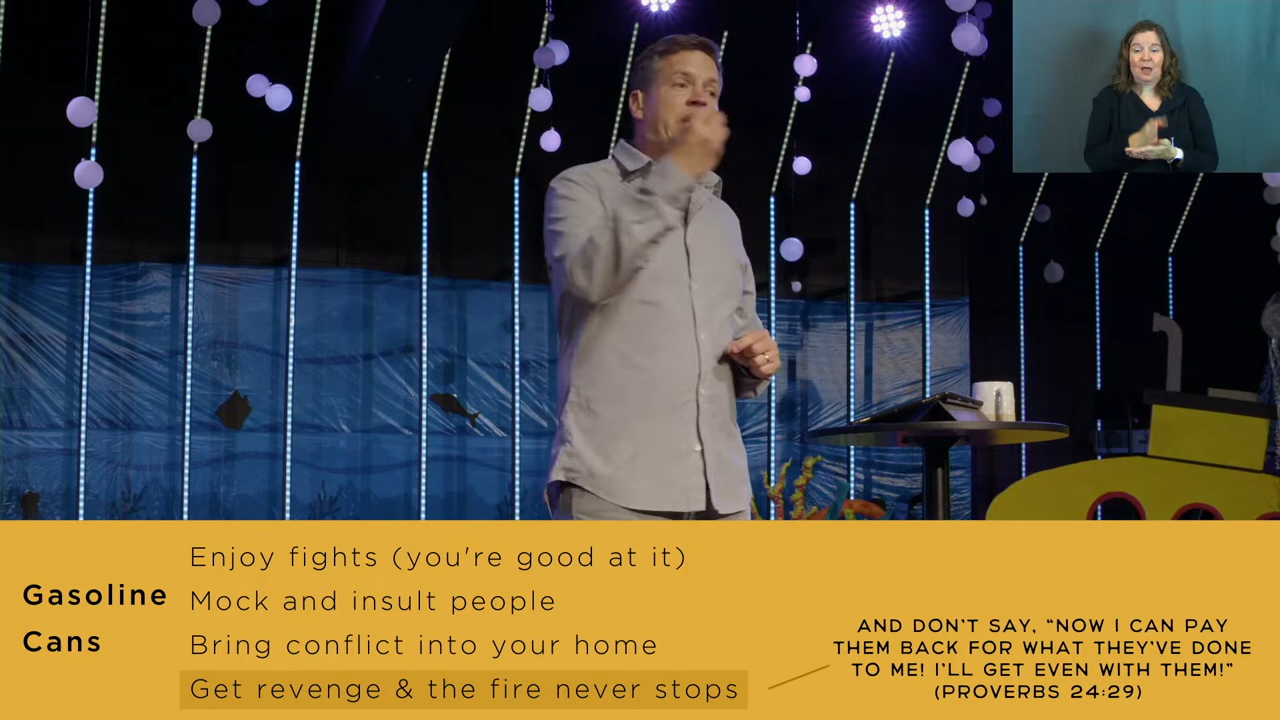 Gasoline
Cans
Enjoy fights (you're good at it)
Mock and insult people
Bring conflict into your home
Get revenge & the fire never stops
AND DON'T SAY, “NOW I CAN PAY
THEM BACK FOR WHAT THEY'VE DONE
TO ME! I'LL GET EVEN WITH THEM!”
(PROVERBS 24:29)